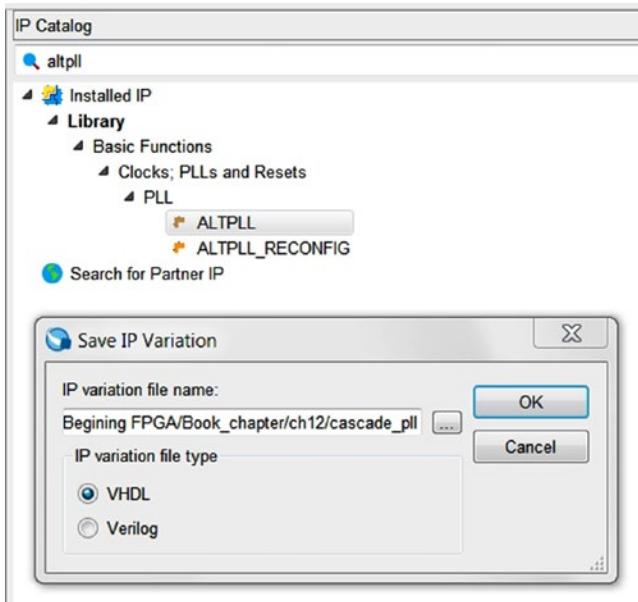 IP Catalog
altpll
Installed IP
Library
Basic Functions
Clocks; PLLs and Resets
PLL
ALTPLL
ALTPLL_RECONFIG
Search for Partner IP
Save IP Variation
IP variation file name:
OK
Begining FPGA/Book_chapter/ch12/cascade_pll
...
Cancel
IP variation file type
VHDL
Verilog